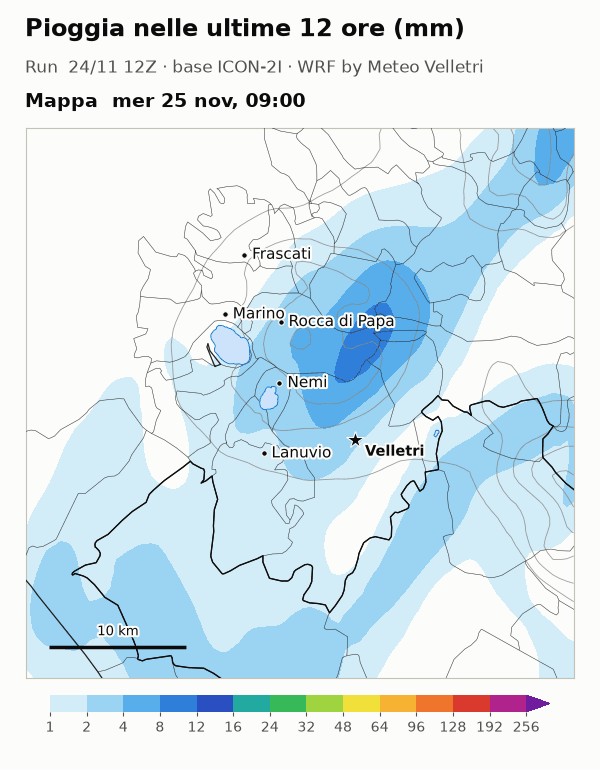 Pioggia nelle ultime 12 ore (mm)
Run  24/11 12Z · base ICON-2I · WRF by Meteo Velletri
Mappa  mer 25 nov, 09:00
Frascati
Marino
Rocca di Papa
Nemi
Velletri
Lanuvio
10 km
1 2 4 8 12 16 24 32 48 64 96 128 192 256